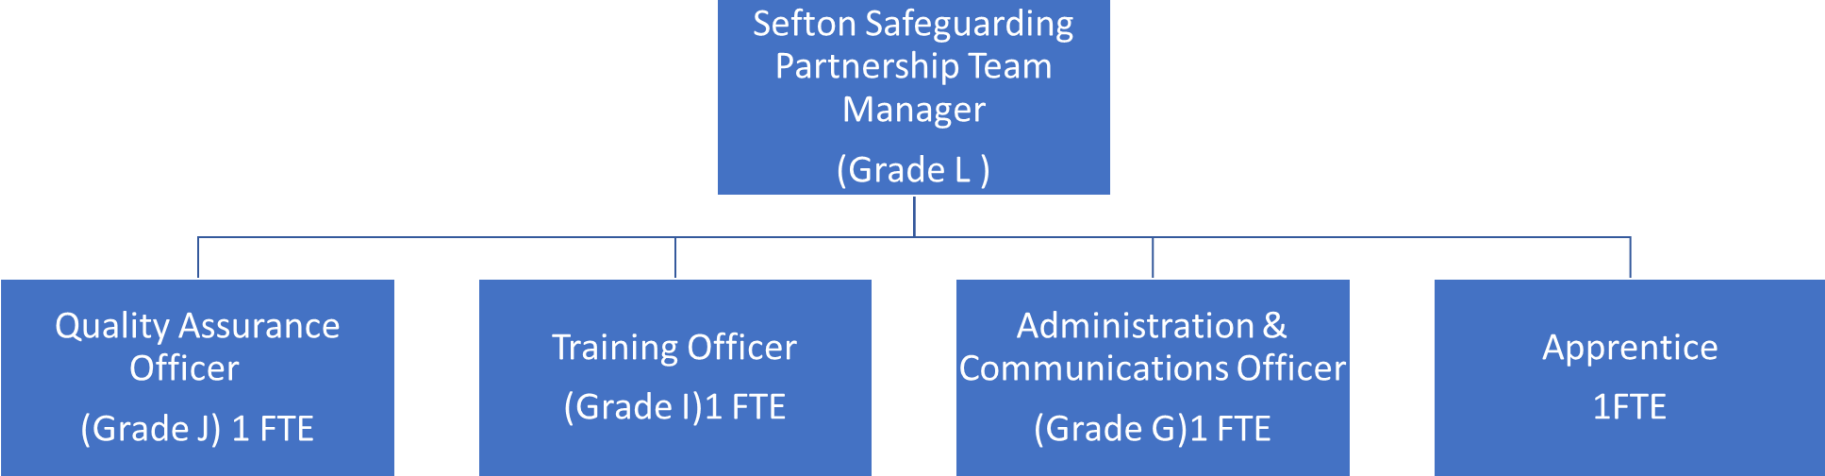 Sefton Safeguarding
Partnership Team
Manager
(Grade L )
Quality Assurance
Officer
(Grade J) 1 FTE
Training Officer
(Grade I)1 FTE
Administration &
Communications Officer
(Grade G)1 FTE
Apprentice
1FTE